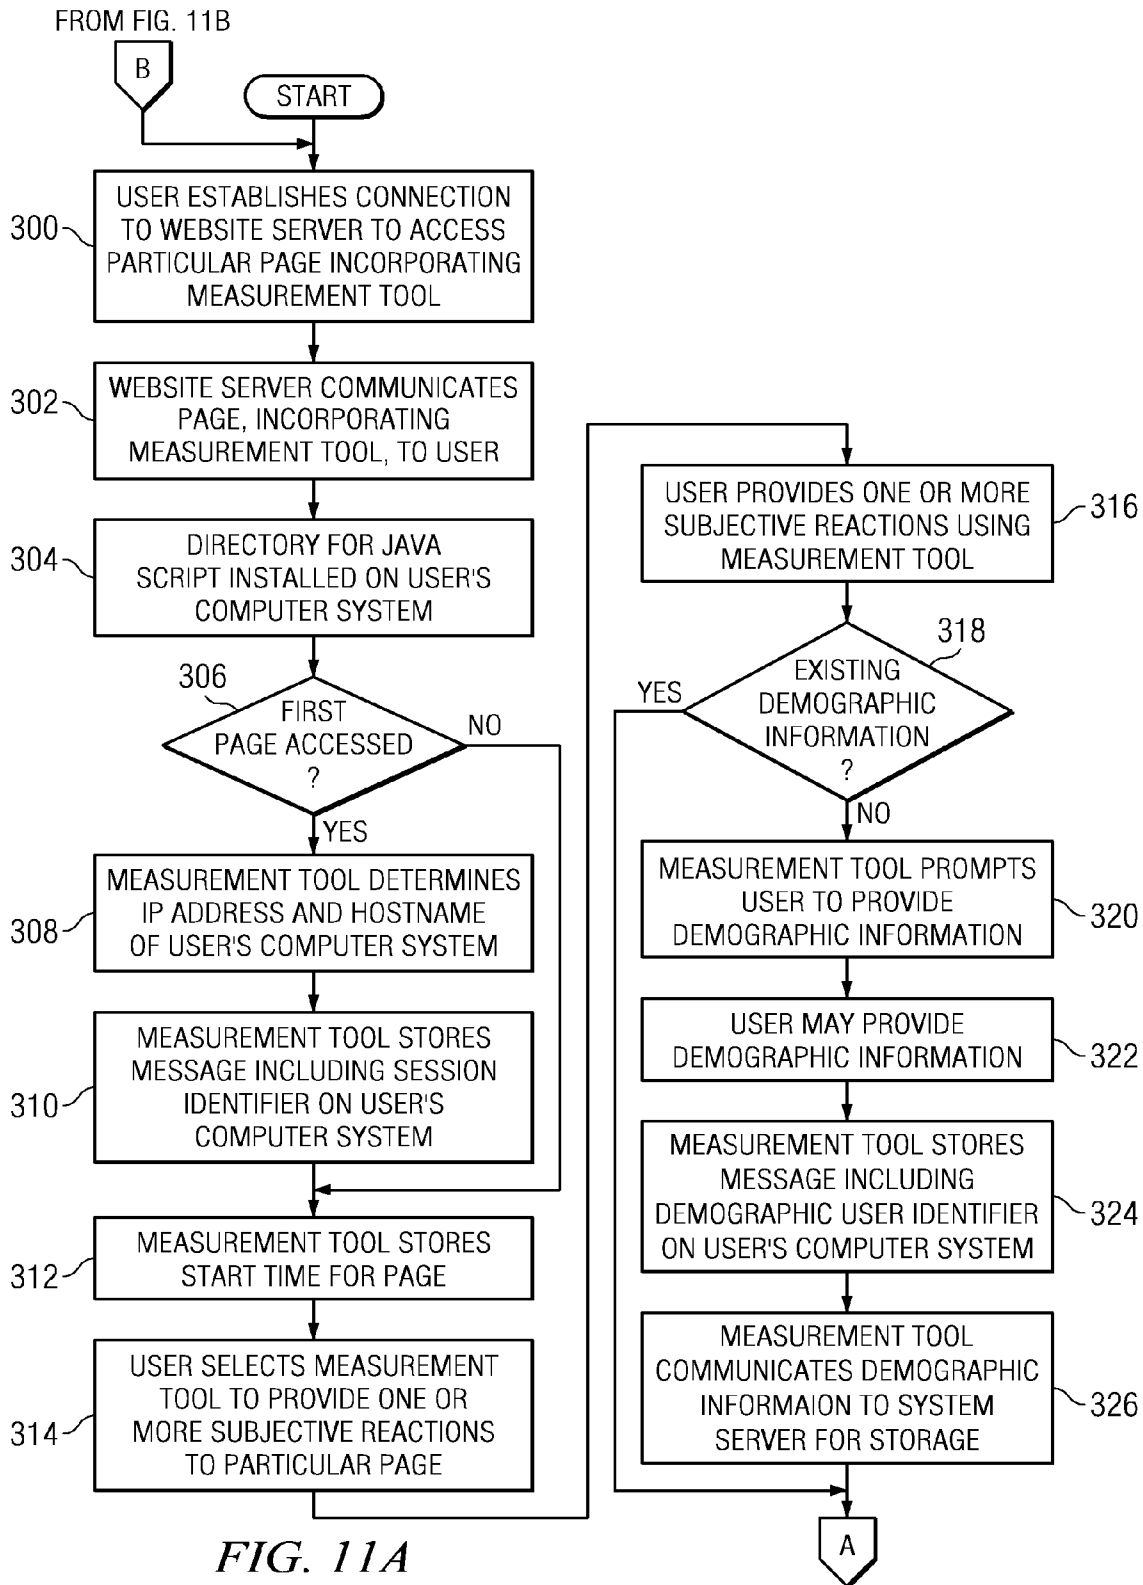 FROM FIG. 11B
B
START
300
USER ESTABLISHES CONNECTION
TO WEBSITE SERVER TO ACCESS
PARTICULAR PAGE INCORPORATING
MEASUREMENT TOOL
302
WEBSITE SERVER COMMUNICATES
PAGE, INCORPORATING
MEASUREMENT TOOL, TO USER
304
DIRECTORY FOR JAVA
SCRIPT INSTALLED ON USER'S
COMPUTER SYSTEM
306
FIRST
PAGE ACCESSED
?
NO
YES
308
MEASUREMENT TOOL DETERMINES
IP ADDRESS AND HOSTNAME
OF USER'S COMPUTER SYSTEM
310
MEASUREMENT TOOL STORES
MESSAGE INCLUDING SESSION
IDENTIFIER ON USER'S
COMPUTER SYSTEM
312
MEASUREMENT TOOL STORES
START TIME FOR PAGE
314
USER SELECTS MEASUREMENT
TOOL TO PROVIDE ONE OR
MORE SUBJECTIVE REACTIONS
TO PARTICULAR PAGE
316
USER PROVIDES ONE OR MORE
SUBJECTIVE REACTIONS USING
MEASUREMENT TOOL
318
EXISTING
DEMOGRAPHIC
INFORMATION
?
YES
NO
320
MEASUREMENT TOOL PROMPTS
USER TO PROVIDE
DEMOGRAPHIC INFORMATION
322
USER MAY PROVIDE
DEMOGRAPHIC INFORMATION
324
MEASUREMENT TOOL STORES
MESSAGE INCLUDING
DEMOGRAPHIC USER IDENTIFIER
ON USER'S COMPUTER SYSTEM
326
MEASUREMENT TOOL
COMMUNICATES DEMOGRAPHIC
INFORMAION TO SYSTEM
SERVER FOR STORAGE
A
FIG. 11A